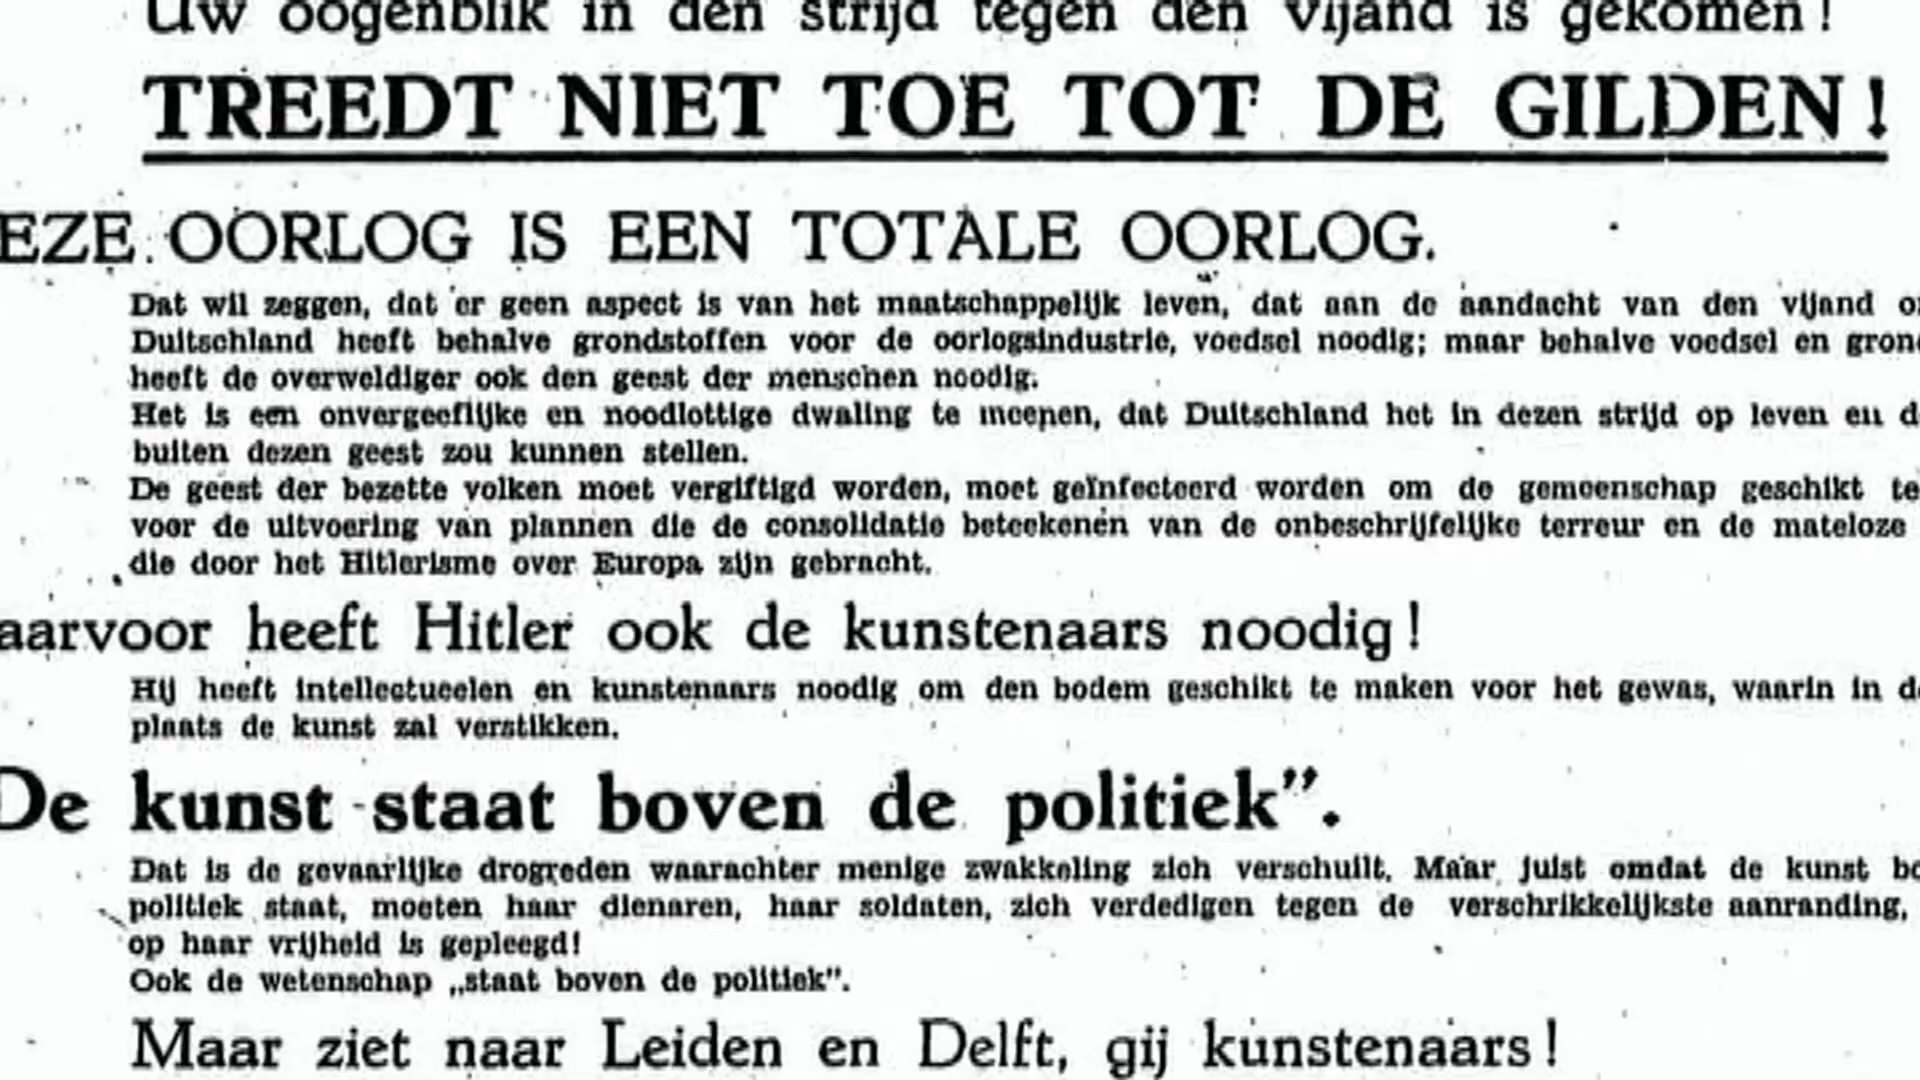 Uw oogenblik in den strijd tegen den vijand is gekomen!
TREEDT NIET TOE TOT DE GILDEN!
EZE OORLOG IS EEN TOTALE OORLOG.
Dat wil zeggen, dat er geen aspect is van het maatschappelijk leven, dat aan de aandacht van den vijand
Duitschland heeft behalve grondstoffen voor de oorlogsindustrie, voedsel noodig; maar behalve voedsel en
heeft de overweldiger ook den geest der menschen noodig.
Het is een onvergeeflijke en noodlottige dwaling te meenen, dat Duitschland het in dezen strijd op leven en
buiten dezen geest zou kunnen stellen.
De geest der bezette volken moet vergiftigd worden, moet geïnfecteerd worden om de gemeenschap geschikt te
voor de uitvoering van plannen die de consolidatie beteekenen van de onbeschrijfelijke terreur en de mateloze
die door het Hitlerisme over Europa zijn gebracht.
aarvoor heeft Hitler ook de kunstenaars noodig!
Hij heeft intellectueelen en kunstenaars noodig om den bodem geschikt te maken voor het gewas, waarin in
plaats de kunst zal verstikken.
De kunst staat boven de politiek”.
Dat is de gevaarlijke drogreden waarachter menige zwakkeling zich verschuilt. Maar juist omdat de kunst
politiek staat, moeten haar dienaren, haar soldaten, zich verdedigen tegen de verschrikkelijkste aanranding,
op haar vrijheid is gepleegd!
Ook de wetenschap „staat boven de politiek”.
Maar ziet naar Leiden en Delft, gij kunstenaars!